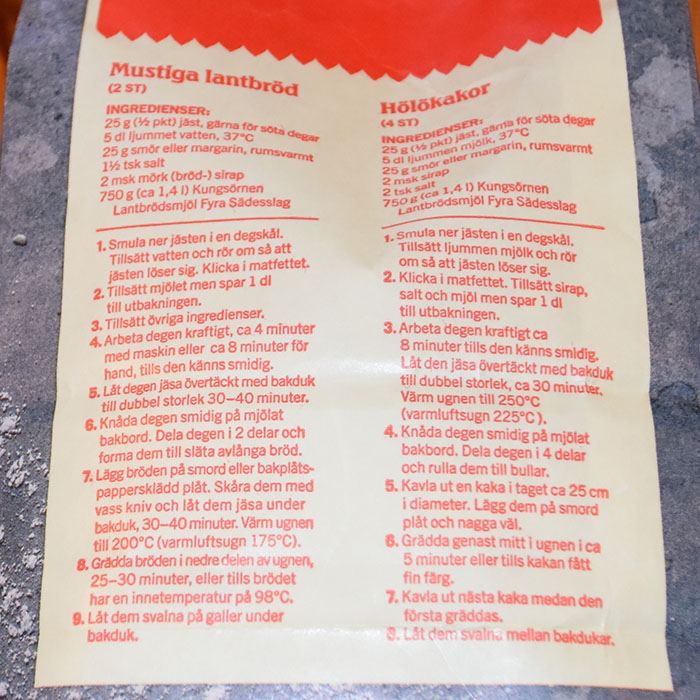 Mustiga lantbröd
(2 ST)
INGREDIENSER:
25 g (½ pkt) jäst, gärna för söta degar
5 dl ljummet vatten, 37°C
25 g smör eller margarin, rumsvarmt
1½ tsk salt
2 msk mörk (bröd-) sirap
750 g (ca 1,4 l) Kungsörnen
Lantbrödsmjöl Fyra Sädesslag
1. Smula ner jästen i en degskål.
Tillsätt vatten och rör om så att
jästen löser sig. Klicka i matfettet.
2. Tillsätt mjölet men spar 1 dl
till utbakningen.
3. Tillsätt övriga ingredienser.
4. Arbeta degen kraftigt, ca 4 minuter
med maskin eller ca 8 minuter för
hand, tills den känns smidig.
5. Låt degen jäsa övertäckt med bakduk
till dubbel storlek 30–40 minuter.
6. Knåda degen smidig på mjölat
bakbord. Dela degen i 2 delar och
forma dem till släta avlånga bröd.
7. Lägg bröden på smord eller bakplåts-
pappersklädd plåt. Skåra dem med
vass kniv och låt dem jäsa under
bakduk, 30–40 minuter. Värm ugnen
till 200°C (varmluftsugn 175°C).
8. Grädda bröden i nedre delen av ugnen,
25–30 minuter, eller tills brödet
har en innetemperatur på 98°C.
9. Låt dem svalna på galler under
bakduk.
Hölökakor
(4 ST)
INGREDIENSER:
25 g (½ pkt) jäst, gärna för söta degar
5 dl ljummen mjölk, 37°C
25 g smör eller margarin, rumsvarmt
2 msk sirap
2 tsk salt
750 g (ca 1,4 l) Kungsörnen
Lantbrödsmjöl Fyra Sädesslag
1. Smula ner jästen i en degskål.
Tillsätt ljummen mjölk och rör
om så att jästen löser sig.
2. Klicka i matfettet. Tillsätt sirap,
salt och mjöl men spar 1 dl
till utbakningen.
3. Arbeta degen kraftigt ca
8 minuter tills den känns smidig.
Låt den jäsa övertäckt med bakduk
till dubbel storlek, ca 30 minuter.
Värm ugnen till 250°C
(varmluftsugn 225°C).
4. Knåda degen smidig på mjölat
bakbord. Dela degen i 4 delar
och rulla dem till bullar.
5. Kavla ut en kaka i taget ca 25 cm
i diameter. Lägg dem på smord
plåt och nagga väl.
6. Grädda genast mitt i ugnen i ca
5 minuter eller tills kakan fått
fin färg.
7. Kavla ut nästa kaka medan den
första gräddas.
8. Låt dem svalna mellan bakdukar.